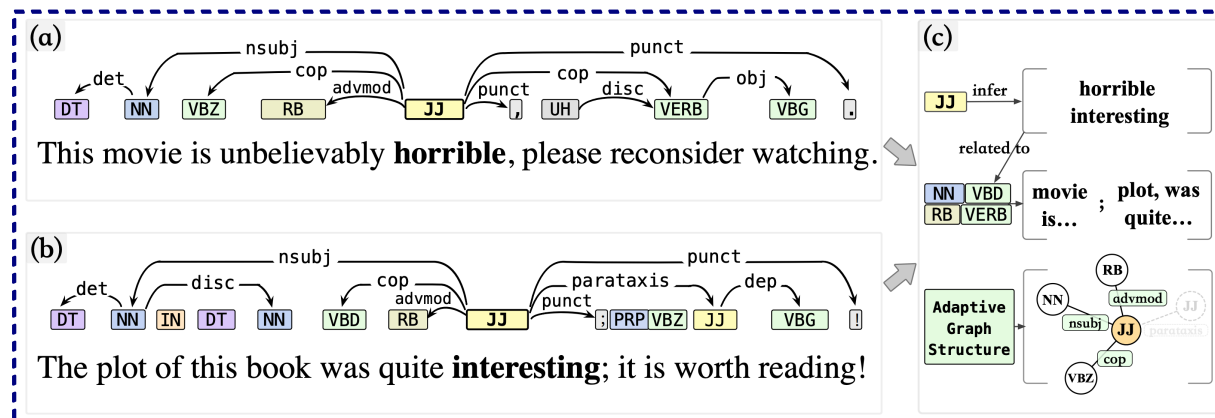 (a)
nsubj punct
det cop advmod punct cop disc obj
DT NN VBZ RB JJ , UH VERB VBG .
This movie is unbelievably horrible, please reconsider watching.
(b)
nsubj punct
det disc cop advmod punct parataxis dep
DT NN IN DT NN VBD RB JJ ; PRP VBZ JJ VBG !
The plot of this book was quite interesting; it is worth reading!
(c)
JJ infer horrible
interesting
related to
NN VBD
RB VERB
movie
is...
;
plot, was
quite...
Adaptive
Graph
Structure
RB
advmod
NN
nsubj
JJ
JJ
parataxis
cop
VBZ